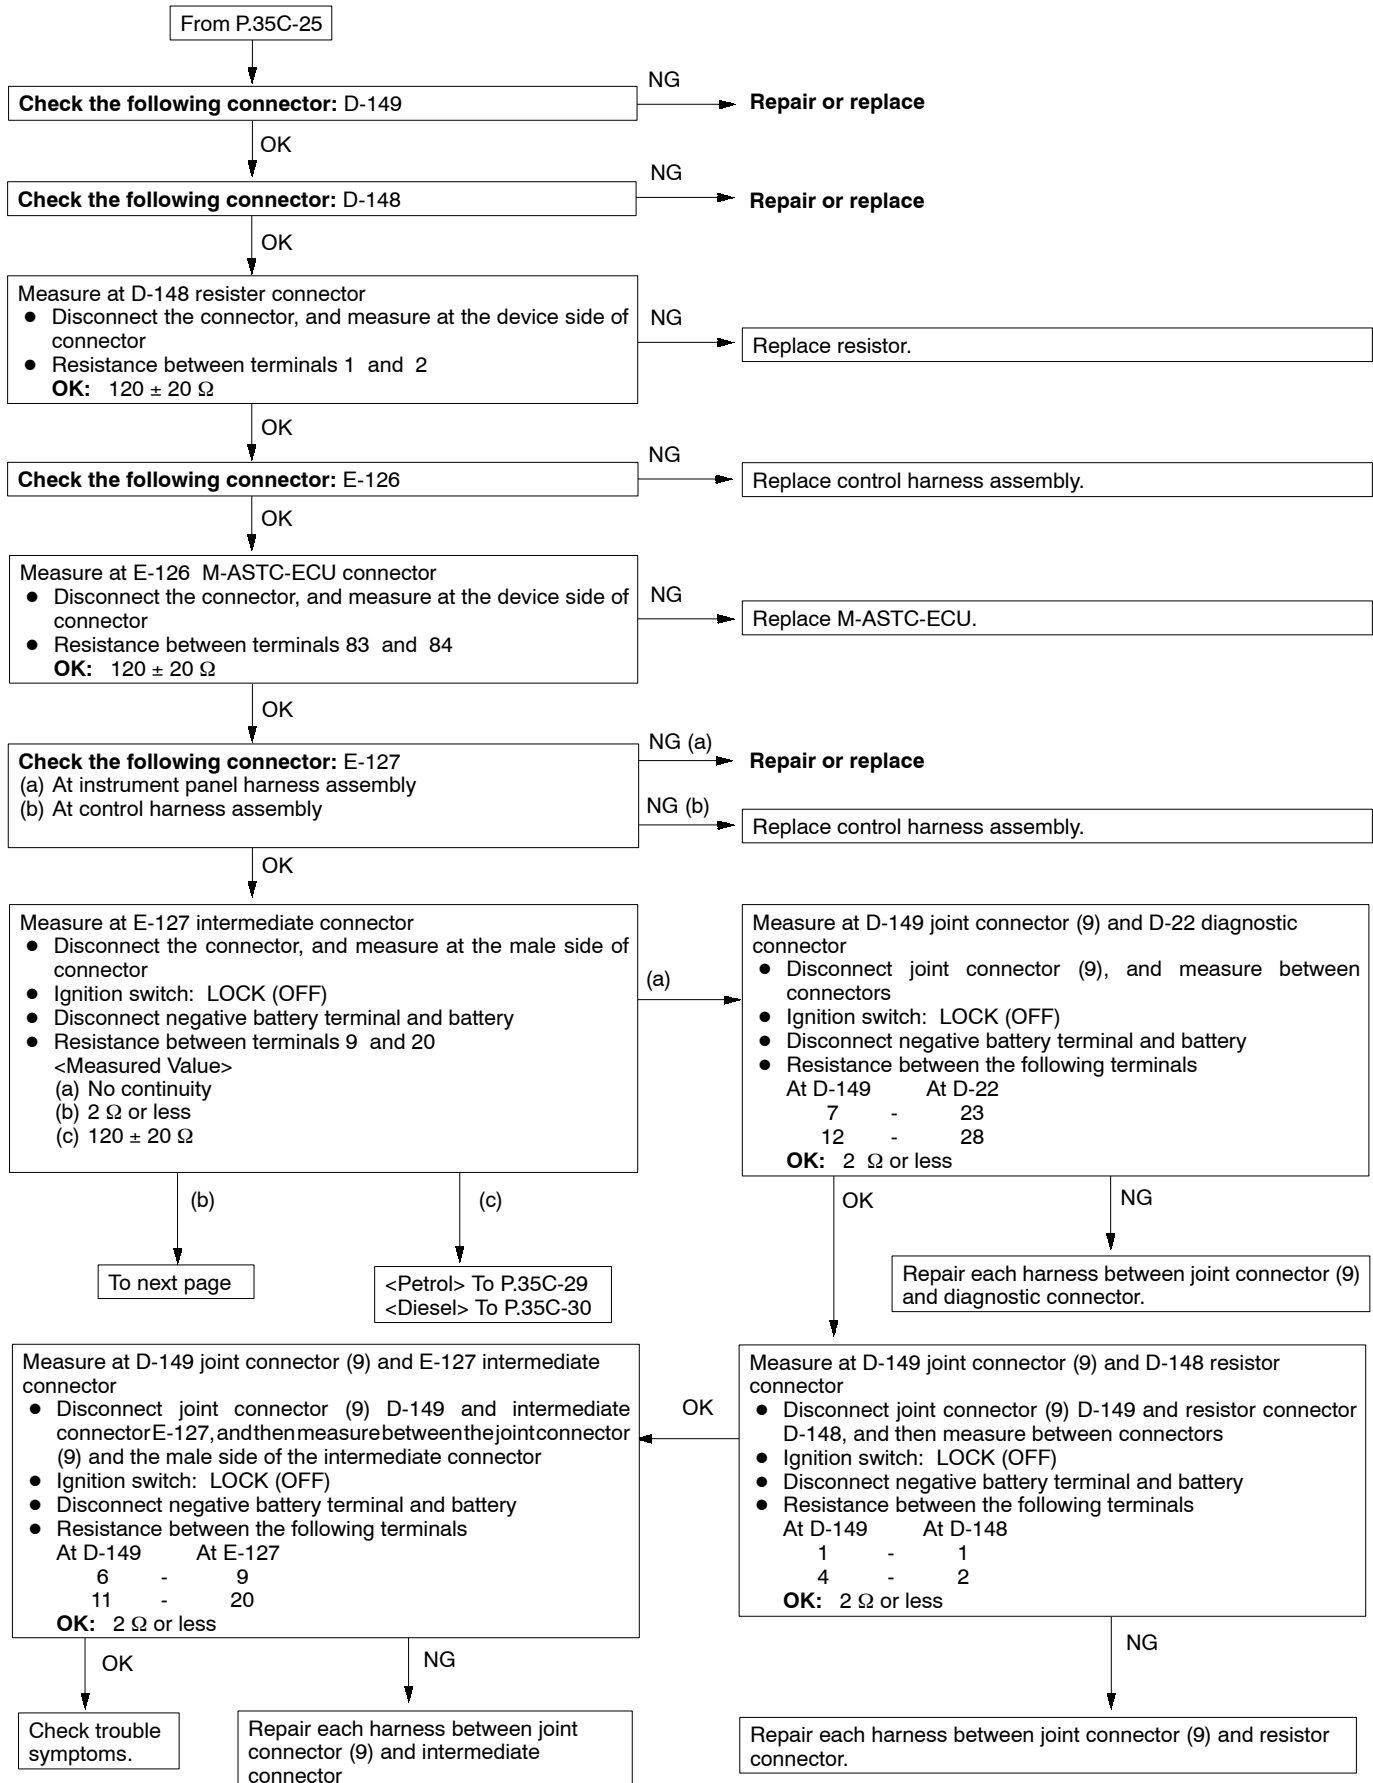 From P.35C-25
NG
Check the following connector: D-149
Repair or replace
OK
NG
Check the following connector: D-148
Repair or replace
OK
Measure at D-148 resister connector
● Disconnect the connector, and measure at the device side of
connector
● Resistance between terminals 1 and 2
OK: 120 ± 20 Ω
NG
Replace resistor.
OK
NG
Check the following connector: E-126
Replace control harness assembly.
OK
Measure at E-126 M-ASTC-ECU connector
● Disconnect the connector, and measure at the device side of
connector
● Resistance between terminals 83 and 84
OK: 120 ± 20 Ω
NG
Replace M-ASTC-ECU.
OK
Check the following connector: E-127
(a) At instrument panel harness assembly
(b) At control harness assembly
NG (a)
Repair or replace
NG (b)
Replace control harness assembly.
OK
Measure at E-127 intermediate connector
● Disconnect the connector, and measure at the male side of
connector
● Ignition switch: LOCK (OFF)
● Disconnect negative battery terminal and battery
● Resistance between terminals 9 and 20
<Measured Value>
(a) No continuity
(b) 2 Ω or less
(c) 120 ± 20 Ω
(a)
Measure at D-149 joint connector (9) and D-22 diagnostic
connector
● Disconnect joint connector (9), and measure between
connectors
● Ignition switch: LOCK (OFF)
● Disconnect negative battery terminal and battery
● Resistance between the following terminals
At D-149 At D-22
7 - 23
12 - 28
OK: 2 Ω or less
(b)
(c)
OK
NG
To next page
<Petrol> To P.35C-29
<Diesel> To P.35C-30
Repair each harness between joint connector (9)
and diagnostic connector.
Measure at D-149 joint connector (9) and E-127 intermediate
connector
● Disconnect joint connector (9) D-149 and intermediate
connector E-127, and then measure between the joint connector
(9) and the male side of the intermediate connector
● Ignition switch: LOCK (OFF)
● Disconnect negative battery terminal and battery
● Resistance between the following terminals
At D-149 At E-127
6 - 9
11 - 20
OK: 2 Ω or less
OK
Measure at D-149 joint connector (9) and D-148 resistor
connector
● Disconnect joint connector (9) D-149 and resistor connector
D-148, and then measure between connectors
● Ignition switch: LOCK (OFF)
● Disconnect negative battery terminal and battery
● Resistance between the following terminals
At D-149 At D-148
1 - 1
4 - 2
OK: 2 Ω or less
OK
NG
NG
Check trouble
symptoms.
Repair each harness between joint
connector (9) and intermediate
connector
Repair each harness between joint connector (9) and resistor
connector.